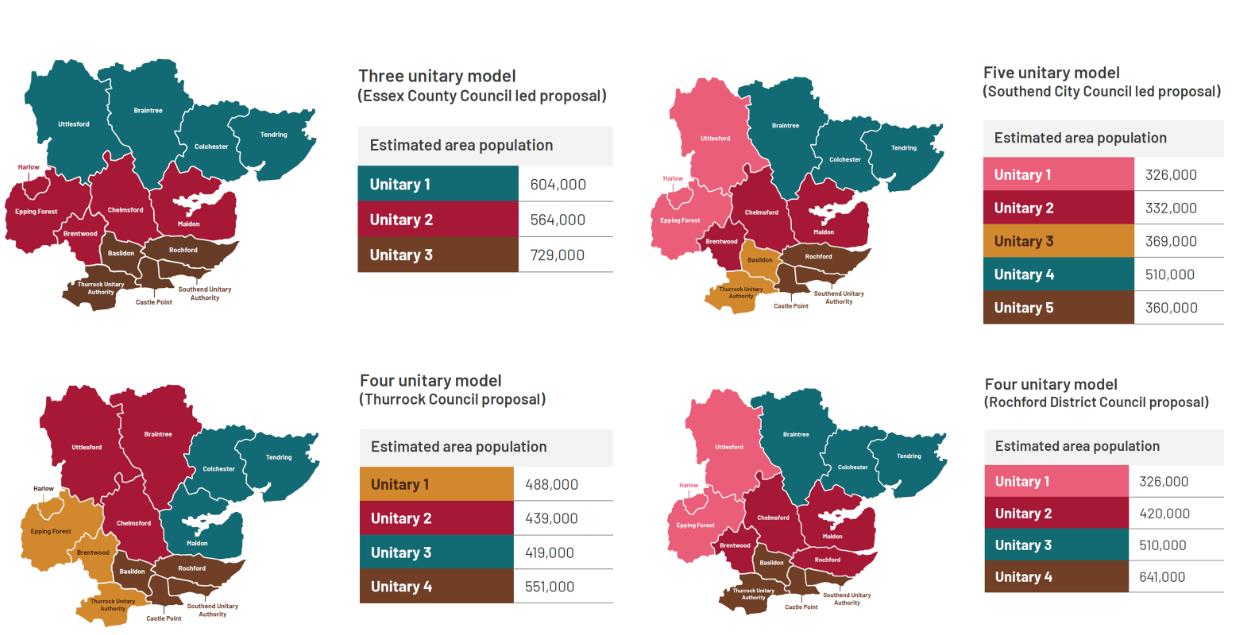 Three unitary model
(Essex County Council led proposal)
Estimated area population
Unitary 1 604,000
Unitary 2 564,000
Unitary 3 729,000
Uttlesford
Braintree
Colchester
Tendring
Harlow
Epping Forest
Chelmsford
Maldon
Brentwood
Basildon
Rochford
Thurrock Unitary
Authority
Castle Point
Southend Unitary
Authority
Five unitary model
(Southend City Council led proposal)
Estimated area population
Unitary 1 326,000
Unitary 2 332,000
Unitary 3 369,000
Unitary 4 510,000
Unitary 5 360,000
Uttlesford
Braintree
Colchester
Tendring
Harlow
Epping Forest
Chelmsford
Maldon
Brentwood
Basildon
Rochford
Thurrock Unitary
Authority
Castle Point
Southend Unitary
Authority
Four unitary model
(Thurrock Council proposal)
Estimated area population
Unitary 1 488,000
Unitary 2 439,000
Unitary 3 419,000
Unitary 4 551,000
Uttlesford
Braintree
Colchester
Tendring
Harlow
Epping Forest
Chelmsford
Maldon
Brentwood
Basildon
Rochford
Thurrock Unitary
Authority
Castle Point
Southend Unitary
Authority
Four unitary model
(Rochford District Council proposal)
Estimated area population
Unitary 1 326,000
Unitary 2 420,000
Unitary 3 510,000
Unitary 4 641,000
Uttlesford
Braintree
Colchester
Tendring
Harlow
Epping Forest
Chelmsford
Maldon
Brentwood
Basildon
Rochford
Thurrock Unitary
Authority
Castle Point
Southend Unitary
Authority